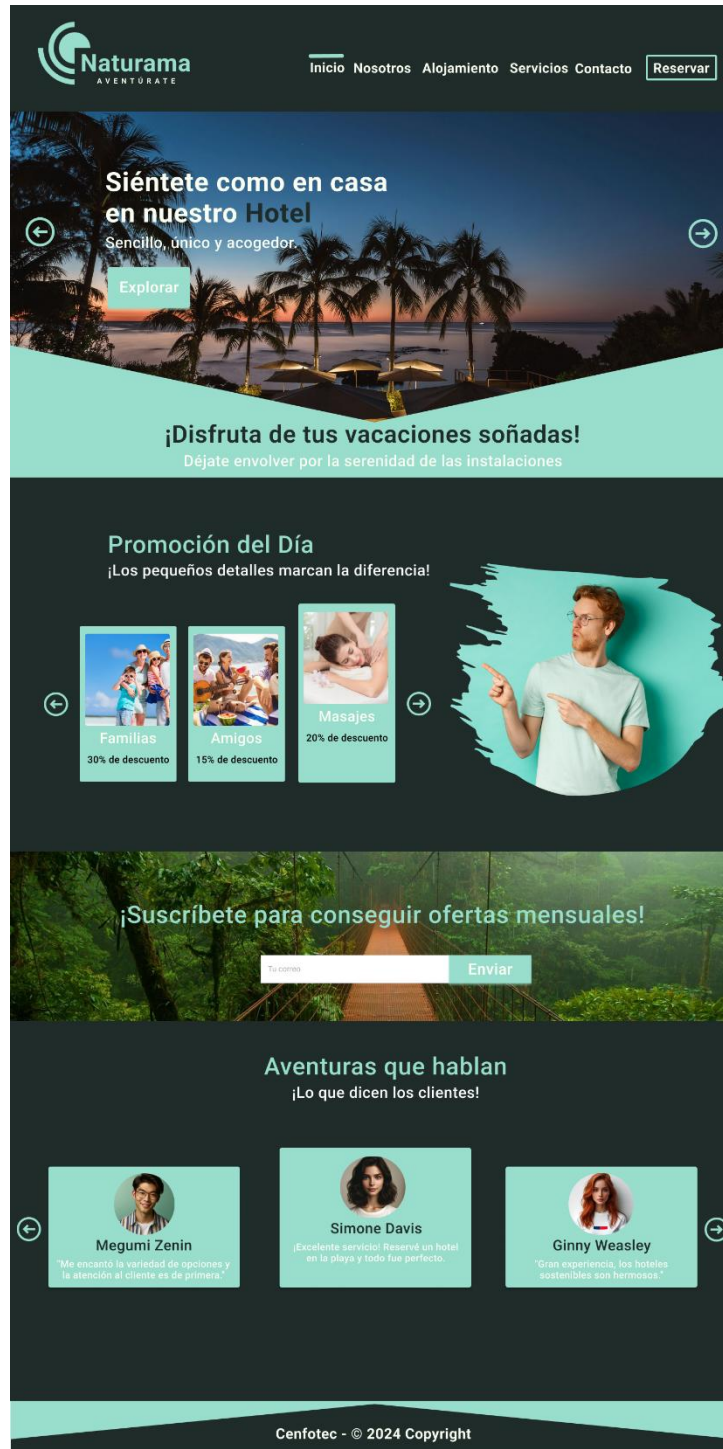 Naturama
AVENTÚRATE
Inicio Nosotros Alojamiento Servicios Contacto Reservar
Siéntete como en casa
en nuestro Hotel
Sencillo, único y acogedor.
Explorar
¡Disfruta de tus vacaciones soñadas!
Déjate envolver por la serenidad de las instalaciones
Promoción del Día
¡Los pequeños detalles marcan la diferencia!
Familias
30% de descuento
Amigos
15% de descuento
Masajes
20% de descuento
¡Suscríbete para conseguir ofertas mensuales!
Tu correo
Enviar
Aventuras que hablan
¡Lo que dicen los clientes!
Megumi Zenin
"Me encantó la variedad de opciones y
la atención al cliente es de primera."
Simone Davis
¡Excelente servicio! Reservé un hotel
en la playa y todo fue perfecto.
Ginny Weasley
"Gran experiencia, los hoteles
sostenibles son hermosos."
Cenfotec - © 2024 Copyright